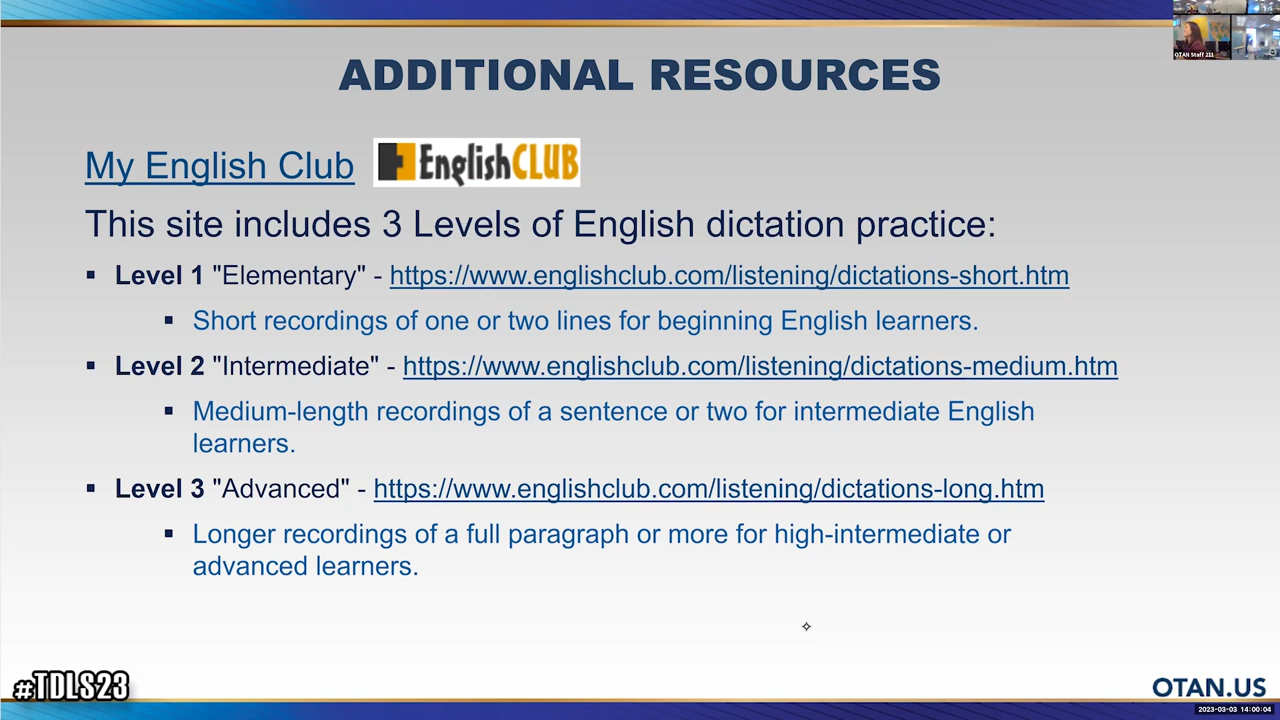 OTAN Staff 211
ADDITIONAL RESOURCES
My English Club EnglishCLUB
This site includes 3 Levels of English dictation practice:
▪ Level 1 "Elementary" - https://www.englishclub.com/listening/dictations-short.htm
▪ Short recordings of one or two lines for beginning English learners.
▪ Level 2 "Intermediate" - https://www.englishclub.com/listening/dictations-medium.htm
▪ Medium-length recordings of a sentence or two for intermediate English
learners.
▪ Level 3 "Advanced" - https://www.englishclub.com/listening/dictations-long.htm
▪ Longer recordings of a full paragraph or more for high-intermediate or
advanced learners.
#TDLS23
OTAN.US
2023-03-03 14:00:04